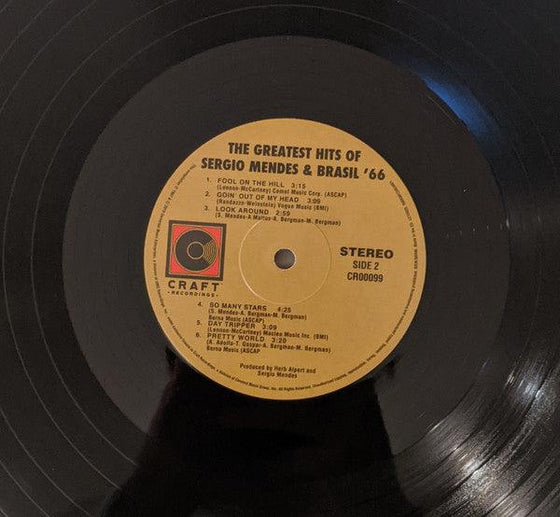 THE GREATEST HITS OF
SERGIO MENDES & BRASIL '66
1. FOOL ON THE HILL 3:15
(Lennon-McCartney) Comet Music Corp. (ASCAP)
2. GOIN' OUT OF MY HEAD 3:09
(Randazzo-Weinstein) Vogue Music (BMI)
3. LOOK AROUND 2:59
(S. Mendes-A Martus-A. Bergman-M. Bergman)
STEREO
SIDE 2
CR00099
CRAFT
RECORDINGS
4. SO MANY STARS 4:25
(S. Mendes-A. Bergman-M. Bergman)
Berna Music (ASCAP)
5. DAY TRIPPER 3:09
(Lennon-McCartney) Maclen Music Inc. (BMI)
6. PRETTY WORLD 3:20
(A. Adolfo-T. Gaspar-A. Bergman-M. Bergman)
Berna Music (ASCAP
Produced by Herb Alpert and
Sergio Mendes